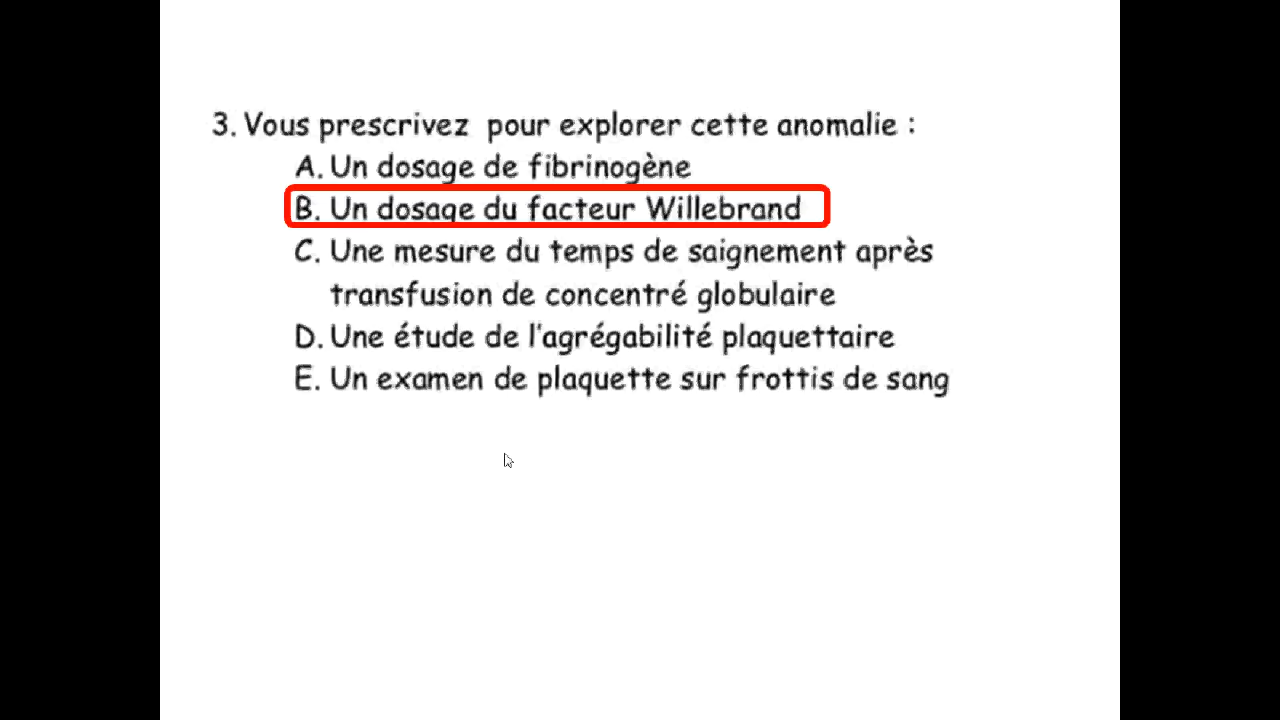 3. Vous prescrivez pour explorer cette anomalie :
A. Un dosage de fibrinogène
B. Un dosage du facteur Willebrand
C. Une mesure du temps de saignement après
transfusion de concentré globulaire
D. Une étude de l'agrégabilité plaquettaire
E. Un examen de plaquette sur frottis de sang